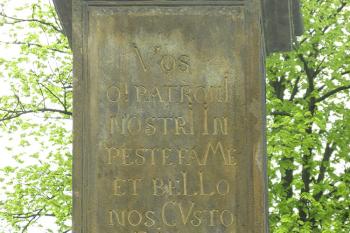 VOS
O! PATRONI
NOSTRI IN
PESTE FAME
ET BELLO
NOS CVSTO